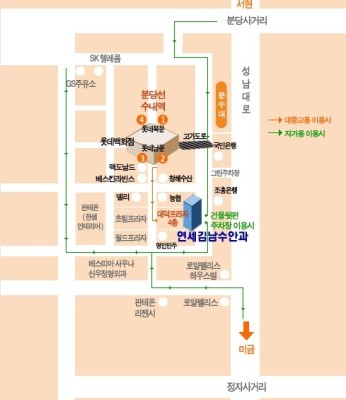 서현
분당사거리
SK 텔레콤
GS주유소
분당선
수내역
성남대로
분수대
4
1
롯데북문
고가도로
롯데백화점
롯데남문
국민은행
3
2
대중교통 이용시
자가용 이용시
맥도날드
베스킨라빈스
청해수산
그린주차장
조흥은행
델리
농협
판테온
(한샘
인테리어)
초림프라자
대덕프라자
4층
건물뒷편
주차장 이용시
월드프라자
연세김남수안과
명인만두
베스피아 사우나
신우정형외과
로얄팰리스
하우스빌
판테온
리젠시
로얄팰리스
미금
정자사거리